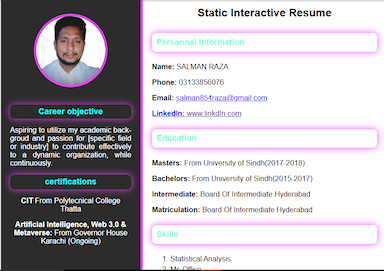 Static Interactive Resume
Career objective
Aspiring to utilize my academic back-
groud and passion for [specific field
or industry] to contribute effectively
to a dynamic organization, while
continuously.
certifications
CIT From Polytecnical College
Thatta
Artificial Intelligence, Web 3.0 &
Metaverse: From Governor House
Karachi (Ongoing)
Personnal Information
Name: SALMAN RAZA
Phone: 03133856076
Email: salman854raza@gmail.com
LinkedIn: www.linkdin.com
Education
Masters: From University of Sindh(2017-2018)
Bachelors: From University of Sindh(2015-2017)
Intermediate: Board Of Intermediate Hyderabad
Matriculation: Board Of Intermediate Hyderabad
Skills
1. Statistical Analysis
2. Ms Office